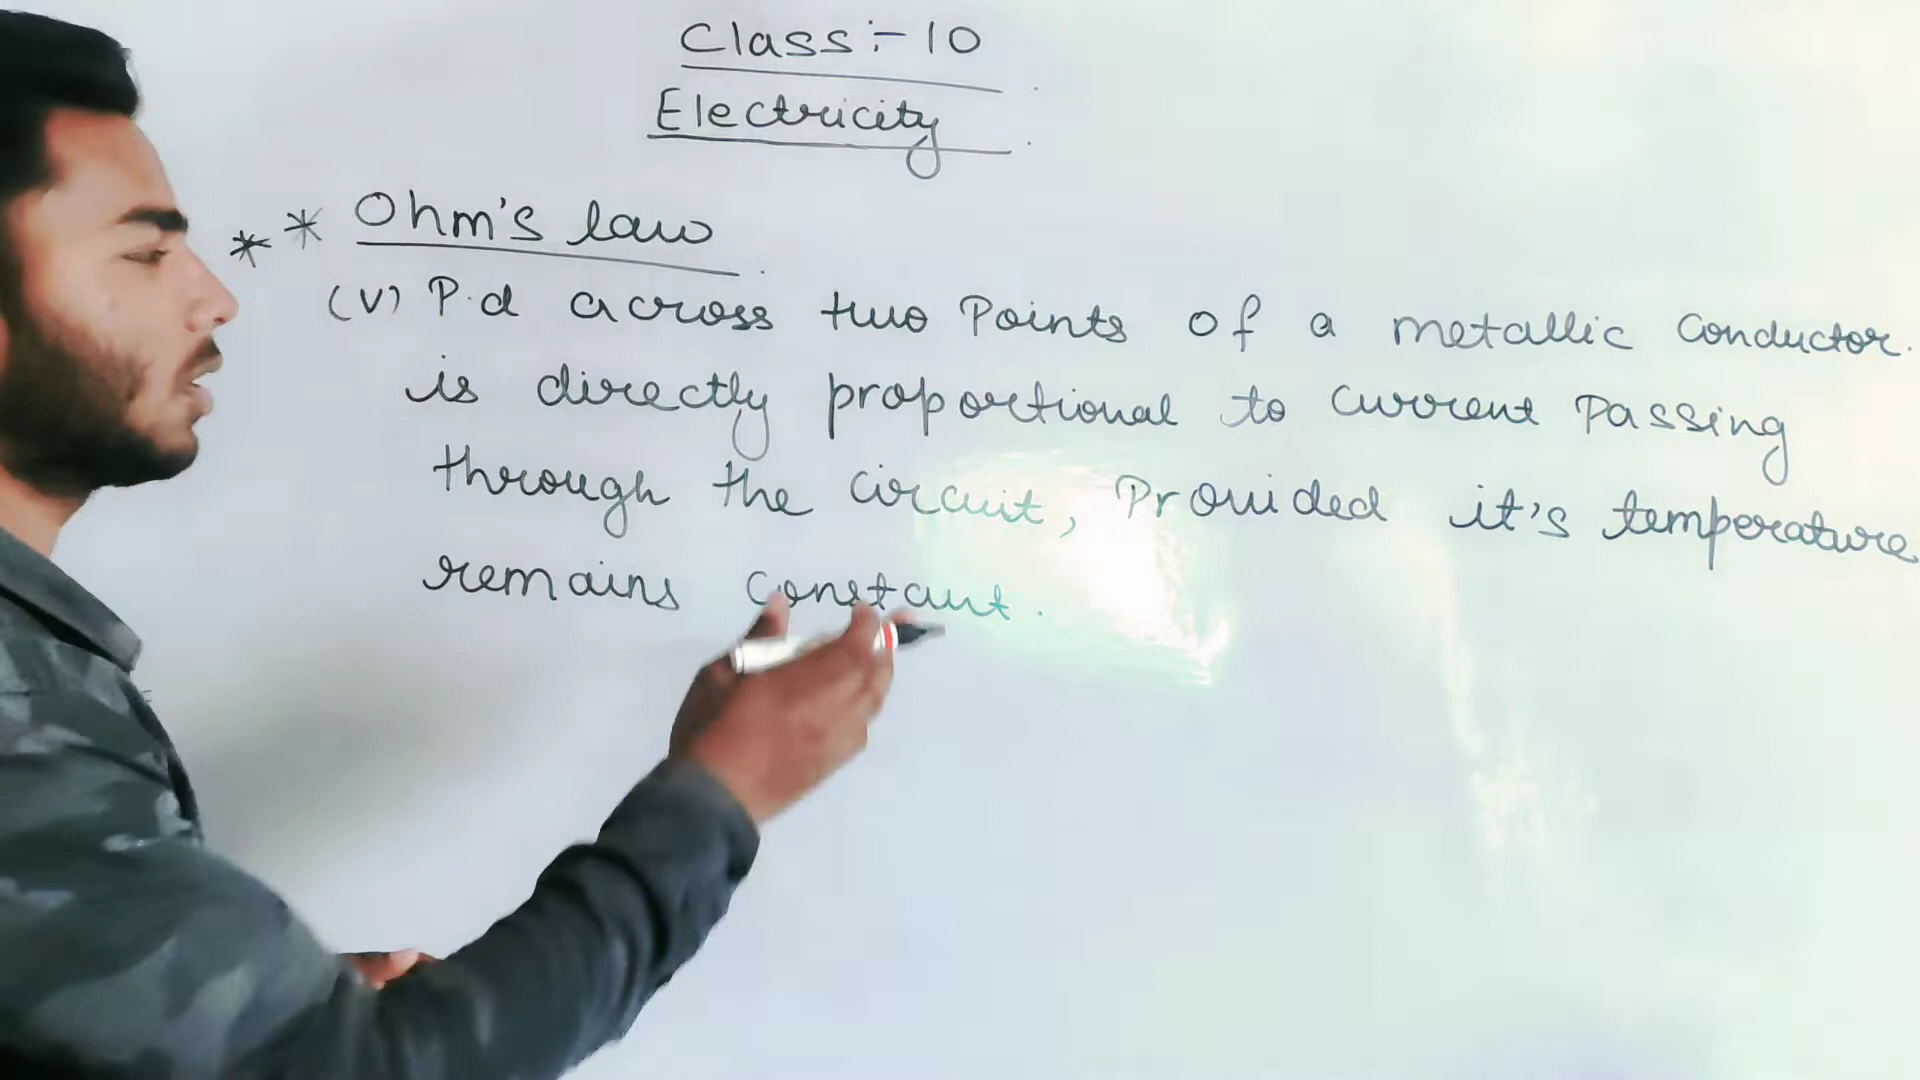 Class:- 10
Electricity
** Ohm's law
(V) P.d across two Points of a metallic Conductor.
is directly proportional to current Passing
through the circuit, Provided it's temperature
remains constant.